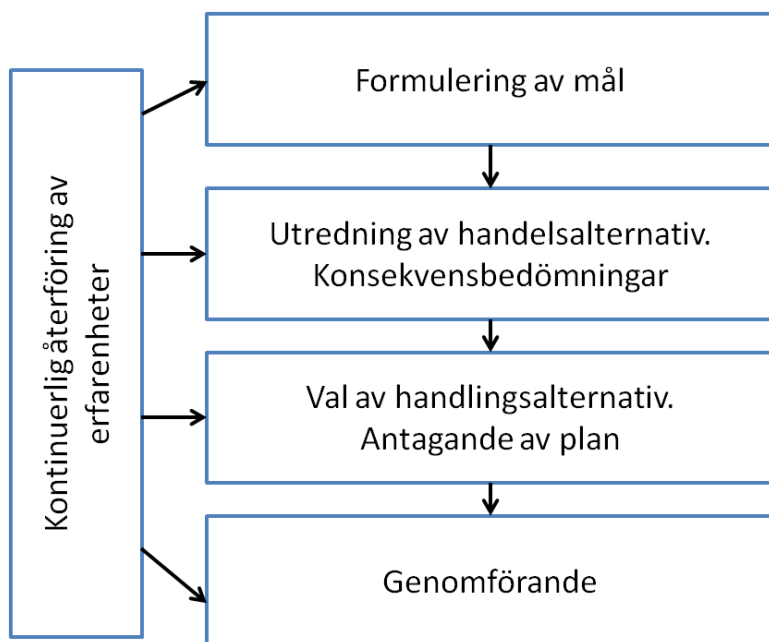 Kontinuerlig återföring av
erfarenheter
Formulering av mål
Utredning av handelsalternativ.
Konsekvensbedömningar
Val av handlingsalternativ.
Antagande av plan
Genomförande